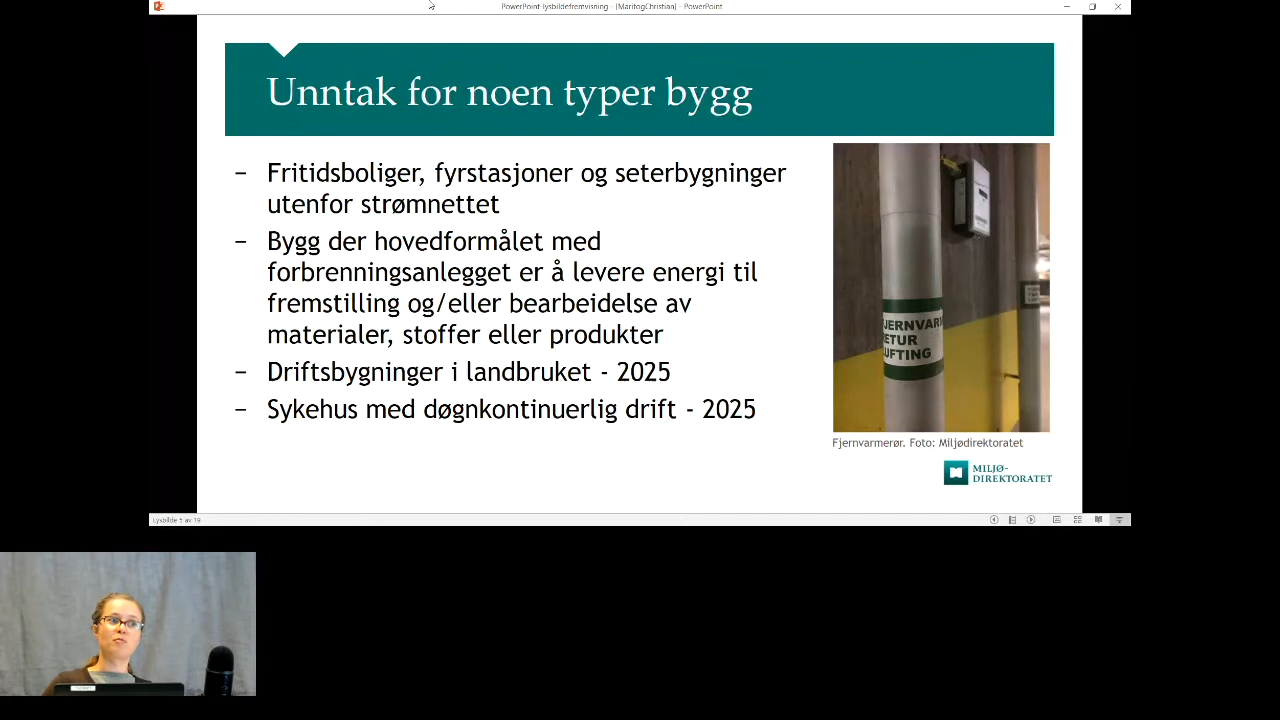 PowerPoint-lysbildefremvisning - [MaritogChristian] - PowerPoint
Unntak for noen typer bygg
– Fritidsboliger, fyrstasjoner og seterbygninger
utenfor strømnettet
– Bygg der hovedformålet med
forbrenningsanlegget er å levere energi til
fremstilling og/eller bearbeidelse av
materialer, stoffer eller produkter
– Driftsbygninger i landbruket - 2025
– Sykehus med døgnkontinuerlig drift - 2025
RETUR
LUFTING
Fjernvarmerør. Foto: Miljødirektoratet
MILJØ-
DIREKTORATET
Lysbilde 5 av 19